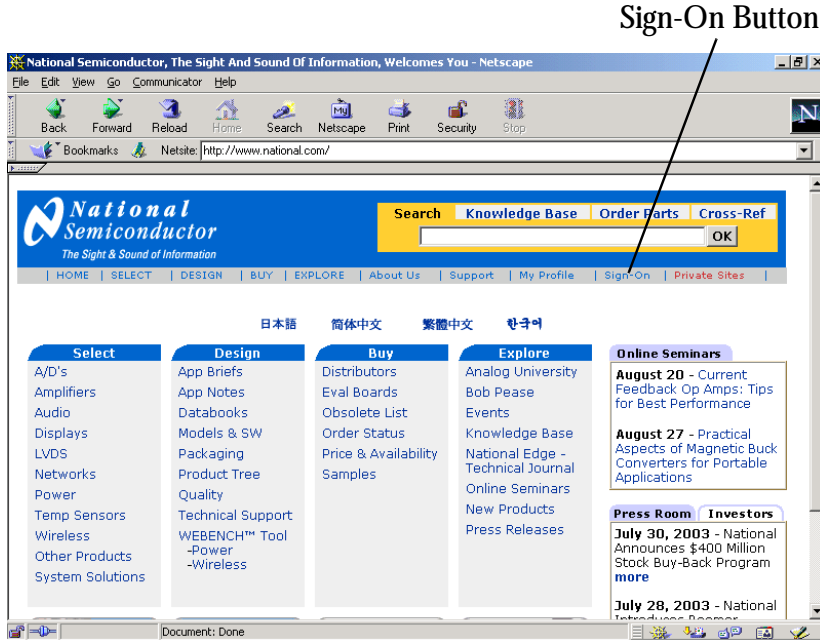 Sign-On Button
National Semiconductor, The Sight And Sound Of Information, Welcomes You - Netscape
File Edit View Go Communicator Help
Back Forward Reload Home Search Netscape Print Security Stop
My
N
Bookmarks Netsite: http://www.national.com/
National
Semiconductor
The Sight & Sound of Information
Search Knowledge Base Order Parts Cross-Ref
OK
| HOME | SELECT | DESIGN | BUY | EXPLORE | About Us | Support | My Profile | Sign-On | Private Sites |
日本語 简体中文 繁體中文 한국어
Select
A/D's
Amplifiers
Audio
Displays
LVDS
Networks
Power
Temp Sensors
Wireless
Other Products
System Solutions
Design
App Briefs
App Notes
Databooks
Models & SW
Packaging
Product Tree
Quality
Technical Support
WEBENCH™ Tool
-Power
-Wireless
Buy
Distributors
Eval Boards
Obsolete List
Order Status
Price & Availability
Samples
Explore
Analog University
Bob Pease
Events
Knowledge Base
National Edge -
Technical Journal
Online Seminars
New Products
Press Releases
Online Seminars
August 20 - Current
Feedback Op Amps: Tips
for Best Performance
August 27 - Practical
Aspects of Magnetic Buck
Converters for Portable
Applications
Press Room Investors
July 30, 2003 - National
Announces $400 Million
Stock Buy-Back Program
more
July 28, 2003 - National
Document: Done